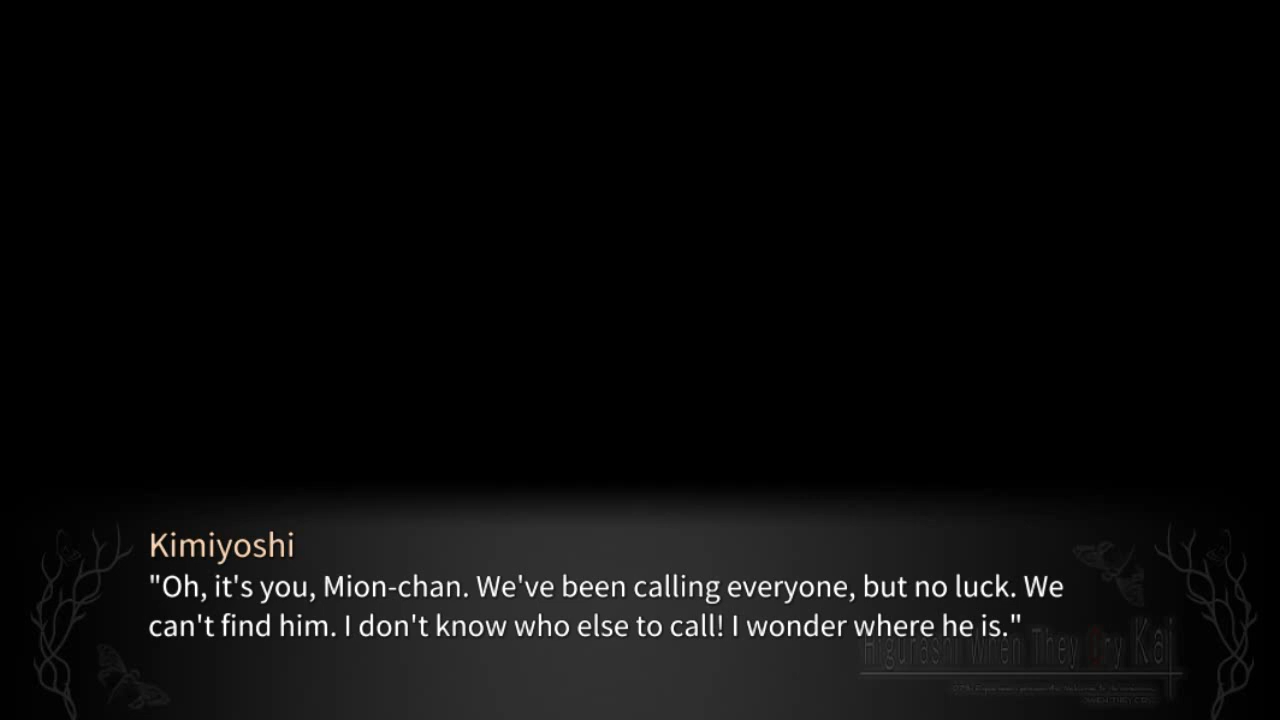 Kimiyoshi
"Oh, it's you, Mion-chan. We've been calling everyone, but no luck. We
can't find him. I don't know who else to call! I wonder where he is."
Higurashi When They Cry Kai